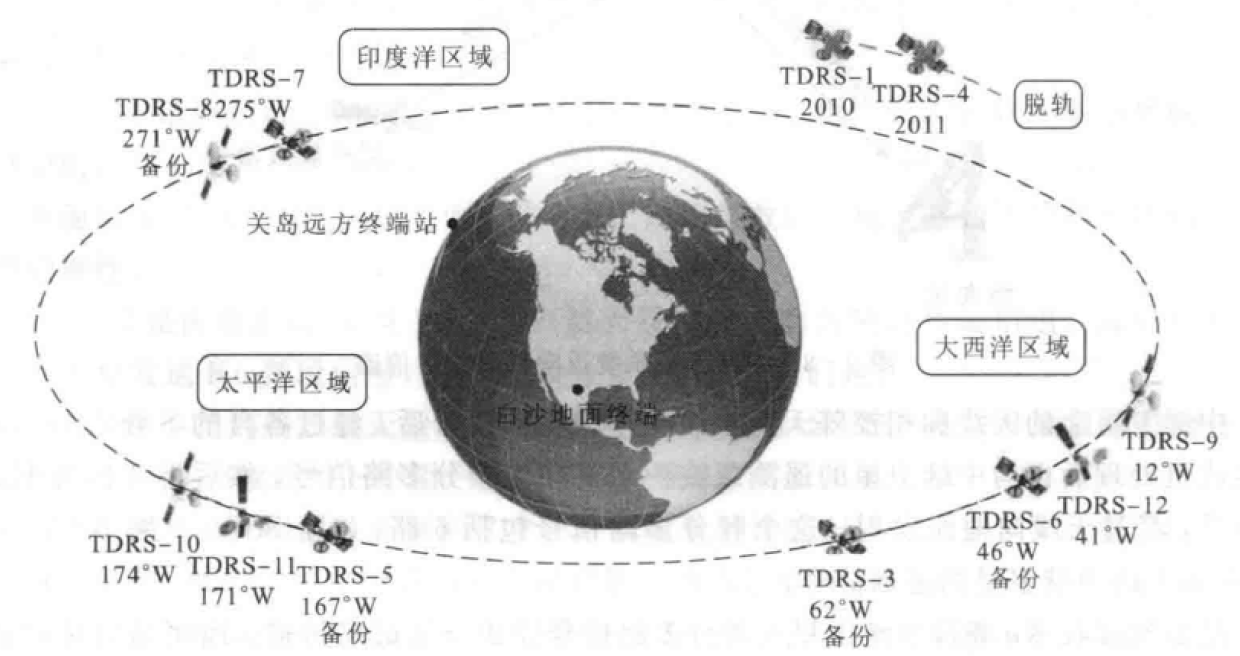 印度洋区域
TDRS-7
275°W
TDRS-8
271°W
备份
TDRS-1
2010
TDRS-4
2011
脱轨
关岛远方终端站
太平洋区域
大西洋区域
白沙地面终端
TDRS-9
12°W
TDRS-12
41°W
TDRS-6
46°W
备份
TDRS-10
174°W
TDRS-11
171°W
TDRS-5
167°W
备份
TDRS-3
62°W
备份